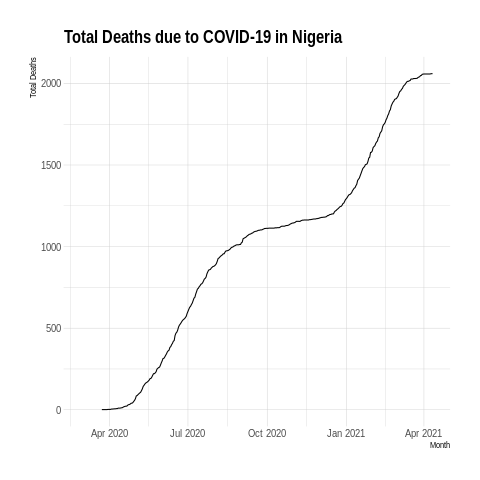 Total Deaths due to COVID-19 in Nigeria
Total Deaths
2000
1500
1000
500
0
Apr 2020 Jul 2020 Oct 2020 Jan 2021 Apr 2021
Month